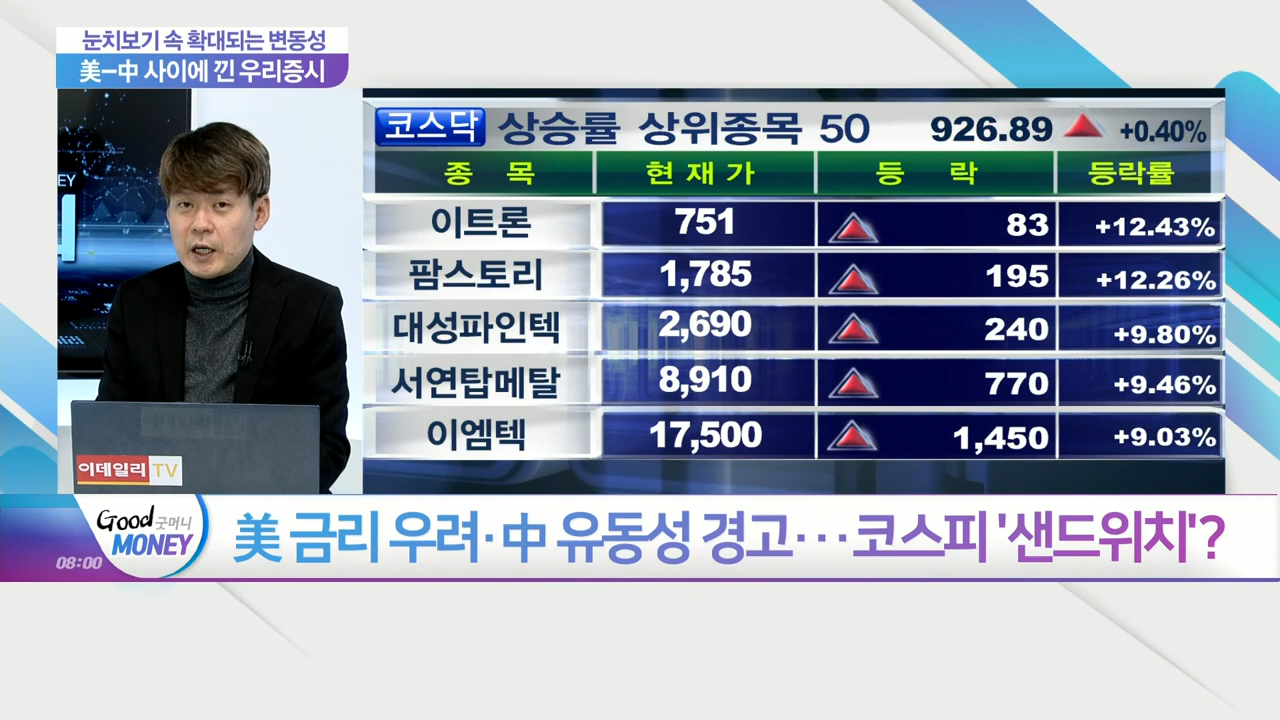 눈치보기 속 확대되는 변동성
美-中 사이에 낀 우리증시
코스닥 상승률 상위종목 50 926.89 ▲ +0.40%
종 목 현 재 가 등 락 등락률
이트론 751 ▲ 83 +12.43%
팜스토리 1,785 ▲ 195 +12.26%
대성파인텍 2,690 ▲ 240 +9.80%
서연탑메탈 8,910 ▲ 770 +9.46%
이엠텍 17,500 ▲ 1,450 +9.03%
이데일리 TV
Good 굿머니
MONEY
08:00
美 금리 우려·中 유동성 경고…코스피 '샌드위치'?